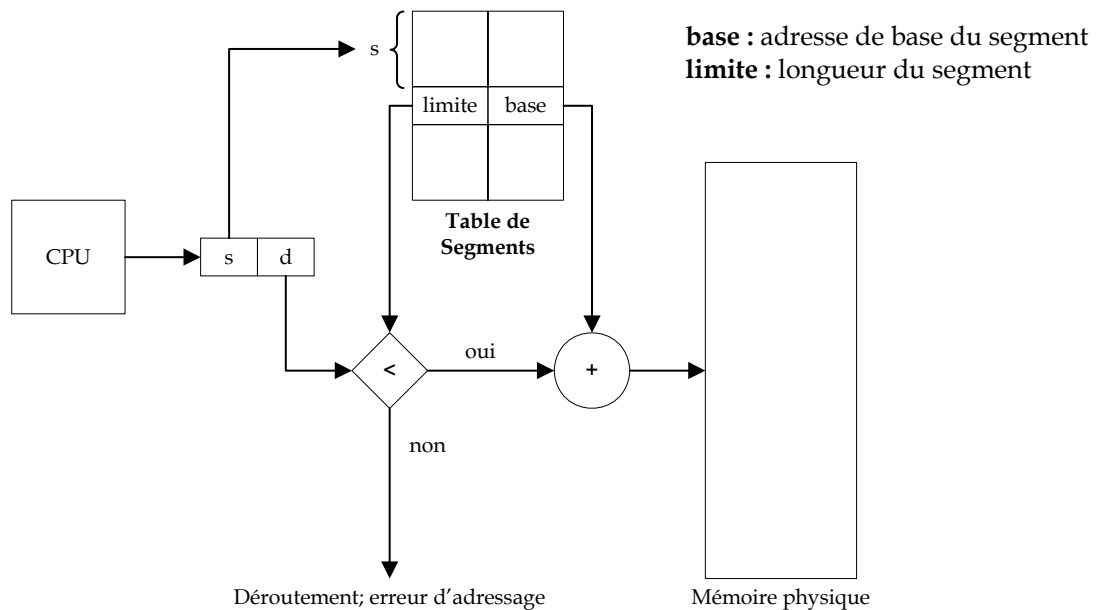 s
base : adresse de base du segment
limite : longueur du segment
limite base
Table de
Segments
CPU
s d
<
oui
+
non
Déroutement; erreur d'adressage
Mémoire physique